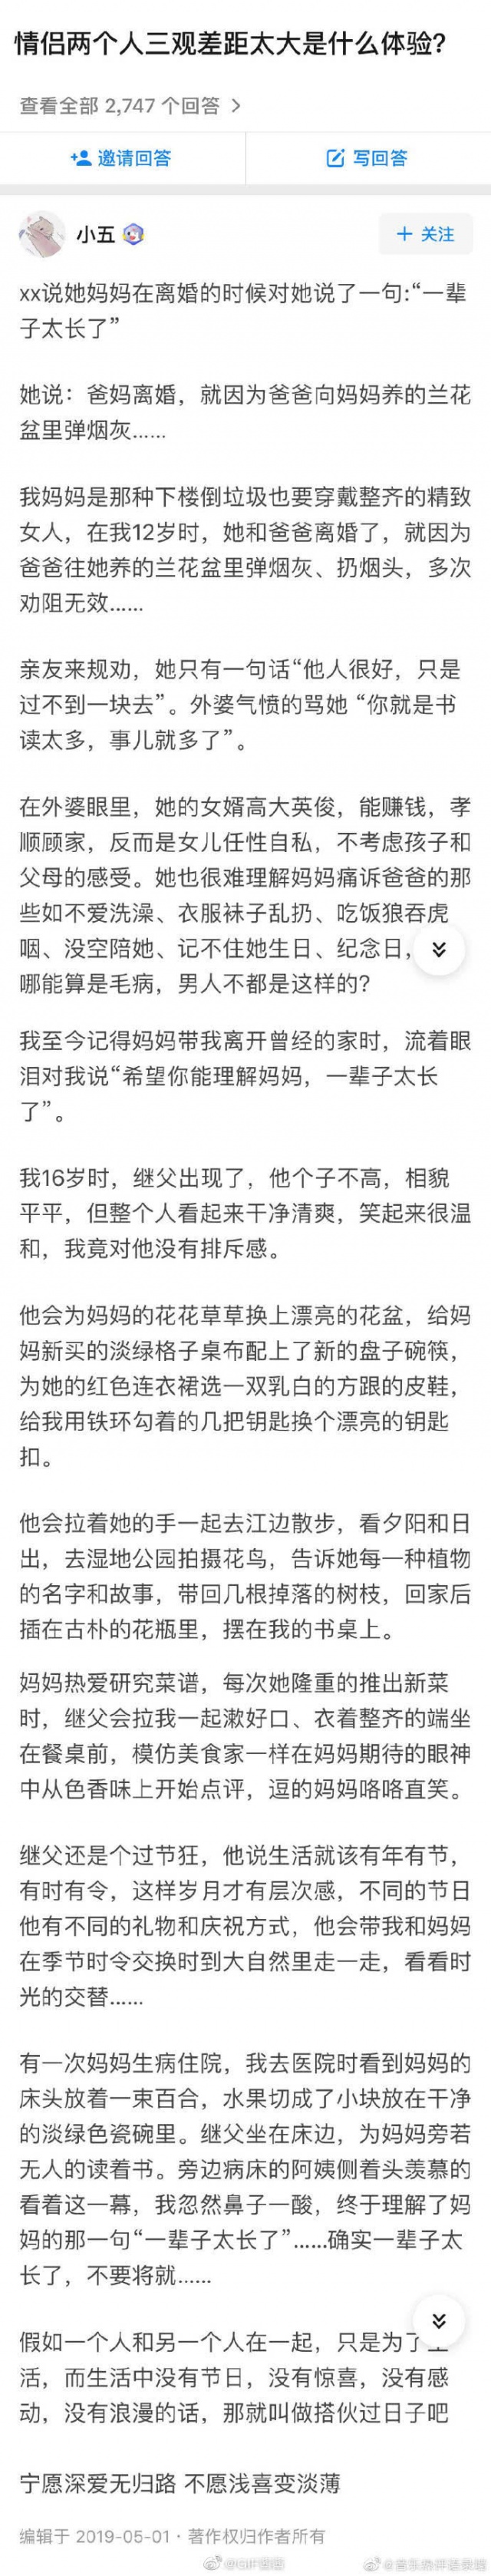 情侣两个人三观差距太大是什么体验?
查看全部 2,747 个回答 >
邀请回答
写回答
小五
+ 关注
xx说她妈妈在离婚的时候对她说了一句:“一辈
子太长了”
她说：爸妈离婚，就因为爸爸向妈妈养的兰花
盆里弹烟灰……
我妈妈是那种下楼倒垃圾也要穿戴整齐的精致
女人，在我12岁时，她和爸爸离婚了，就因为
爸爸往她养的兰花盆里弹烟灰、扔烟头，多次
劝阻无效……
亲友来规劝，她只有一句话“他人很好，只是
过不到一块去”。外婆气愤的骂她 “你就是书
读太多，事儿就多了”。
在外婆眼里，她的女婿高大英俊，能赚钱，孝
顺顾家，反而是女儿任性自私，不考虑孩子和
父母的感受。她也很难理解妈妈痛诉爸爸的那
些如不爱洗澡、衣服袜子乱扔、吃饭狼吞虎
咽、没空陪她、记不住她生日、纪念日，
哪能算是毛病，男人不都是这样的?
我至今记得妈妈带我离开曾经的家时，流着眼
泪对我说“希望你能理解妈妈，一辈子太长
了”。
我16岁时，继父出现了，他个子不高，相貌
平平，但整个人看起来干净清爽，笑起来很温
和，我竟对他没有排斥感。
他会为妈妈的花花草草换上漂亮的花盆，给妈
妈新买的淡绿格子桌布配上了新的盘子碗筷，
为她的红色连衣裙选一双乳白的方跟的皮鞋，
给我用铁环勾着的几把钥匙换个漂亮的钥匙
扣。
他会拉着她的手一起去江边散步，看夕阳和日
出，去湿地公园拍摄花鸟，告诉她每一种植物
的名字和故事，带回几根掉落的树枝，回家后
插在古朴的花瓶里，摆在我的书桌上。
妈妈热爱研究菜谱，每次她隆重的推出新菜
时，继父会拉我一起漱好口、衣着整齐的端坐
在餐桌前，模仿美食家一样在妈妈期待的眼神
中从色香味上开始点评，逗的妈妈咯咯直笑。
继父还是个过节狂，他说生活就该有年有节，
有时有令，这样岁月才有层次感，不同的节日
他有不同的礼物和庆祝方式，他会带我和妈妈
在季节时令交换时到大自然里走一走，看看时
光的交替……
有一次妈妈生病住院，我去医院时看到妈妈的
床头放着一束百合，水果切成了小块放在干净
的淡绿色瓷碗里。继父坐在床边，为妈妈旁若
无人的读着书。旁边病床的阿姨侧着头羡慕的
看着这一幕，我忽然鼻子一酸，终于理解了妈
妈的那一句“一辈子太长了”……确实一辈子太
长了，不要将就……
假如一个人和另一个人在一起，只是为了生
活，而生活中没有节日，没有惊喜，没有感
动，没有浪漫的话，那就叫做搭伙过日子吧
宁愿深爱无归路 不愿浅喜变淡薄
编辑于 2019-05-01 · 著作权归作者所有